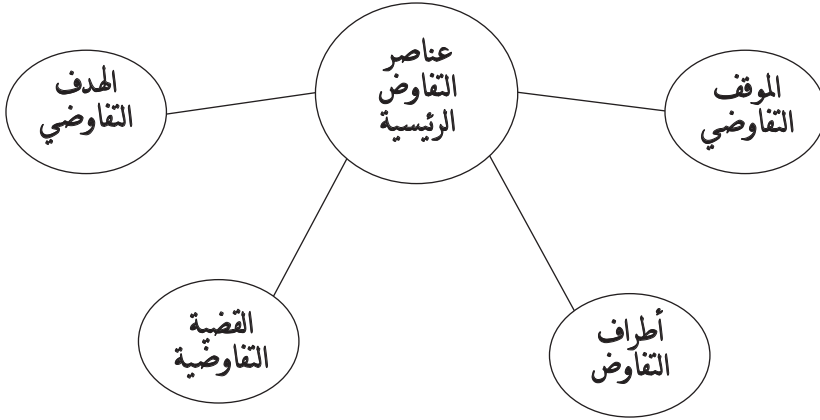 عناصر
التفاوض
الرئيسية
الموقف
التفاوضي
أطراف
التفاوض
القضية
التفاوضية
الهدف
التفاوضي